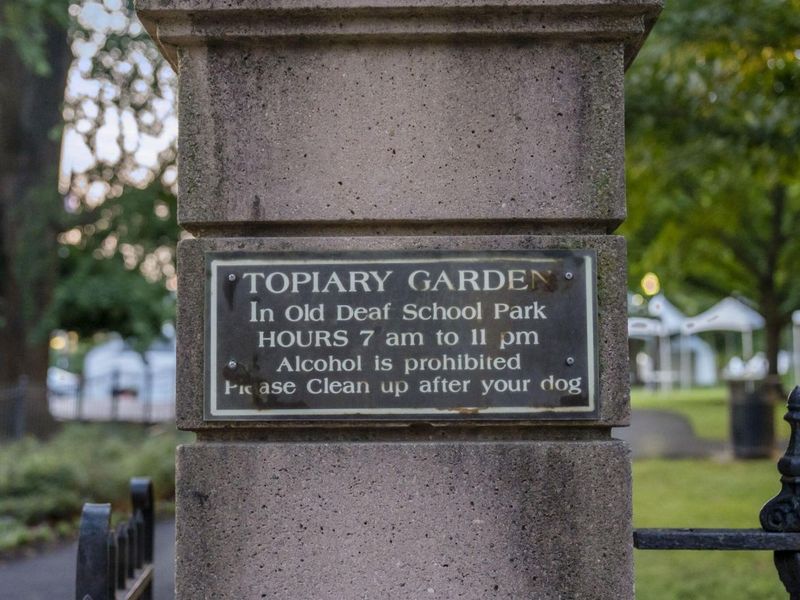 TOPIARY GARDEN
In Old Deaf School Park
HOURS 7 am to 11 pm
Alcohol is prohibited
Please Clean up after your dog